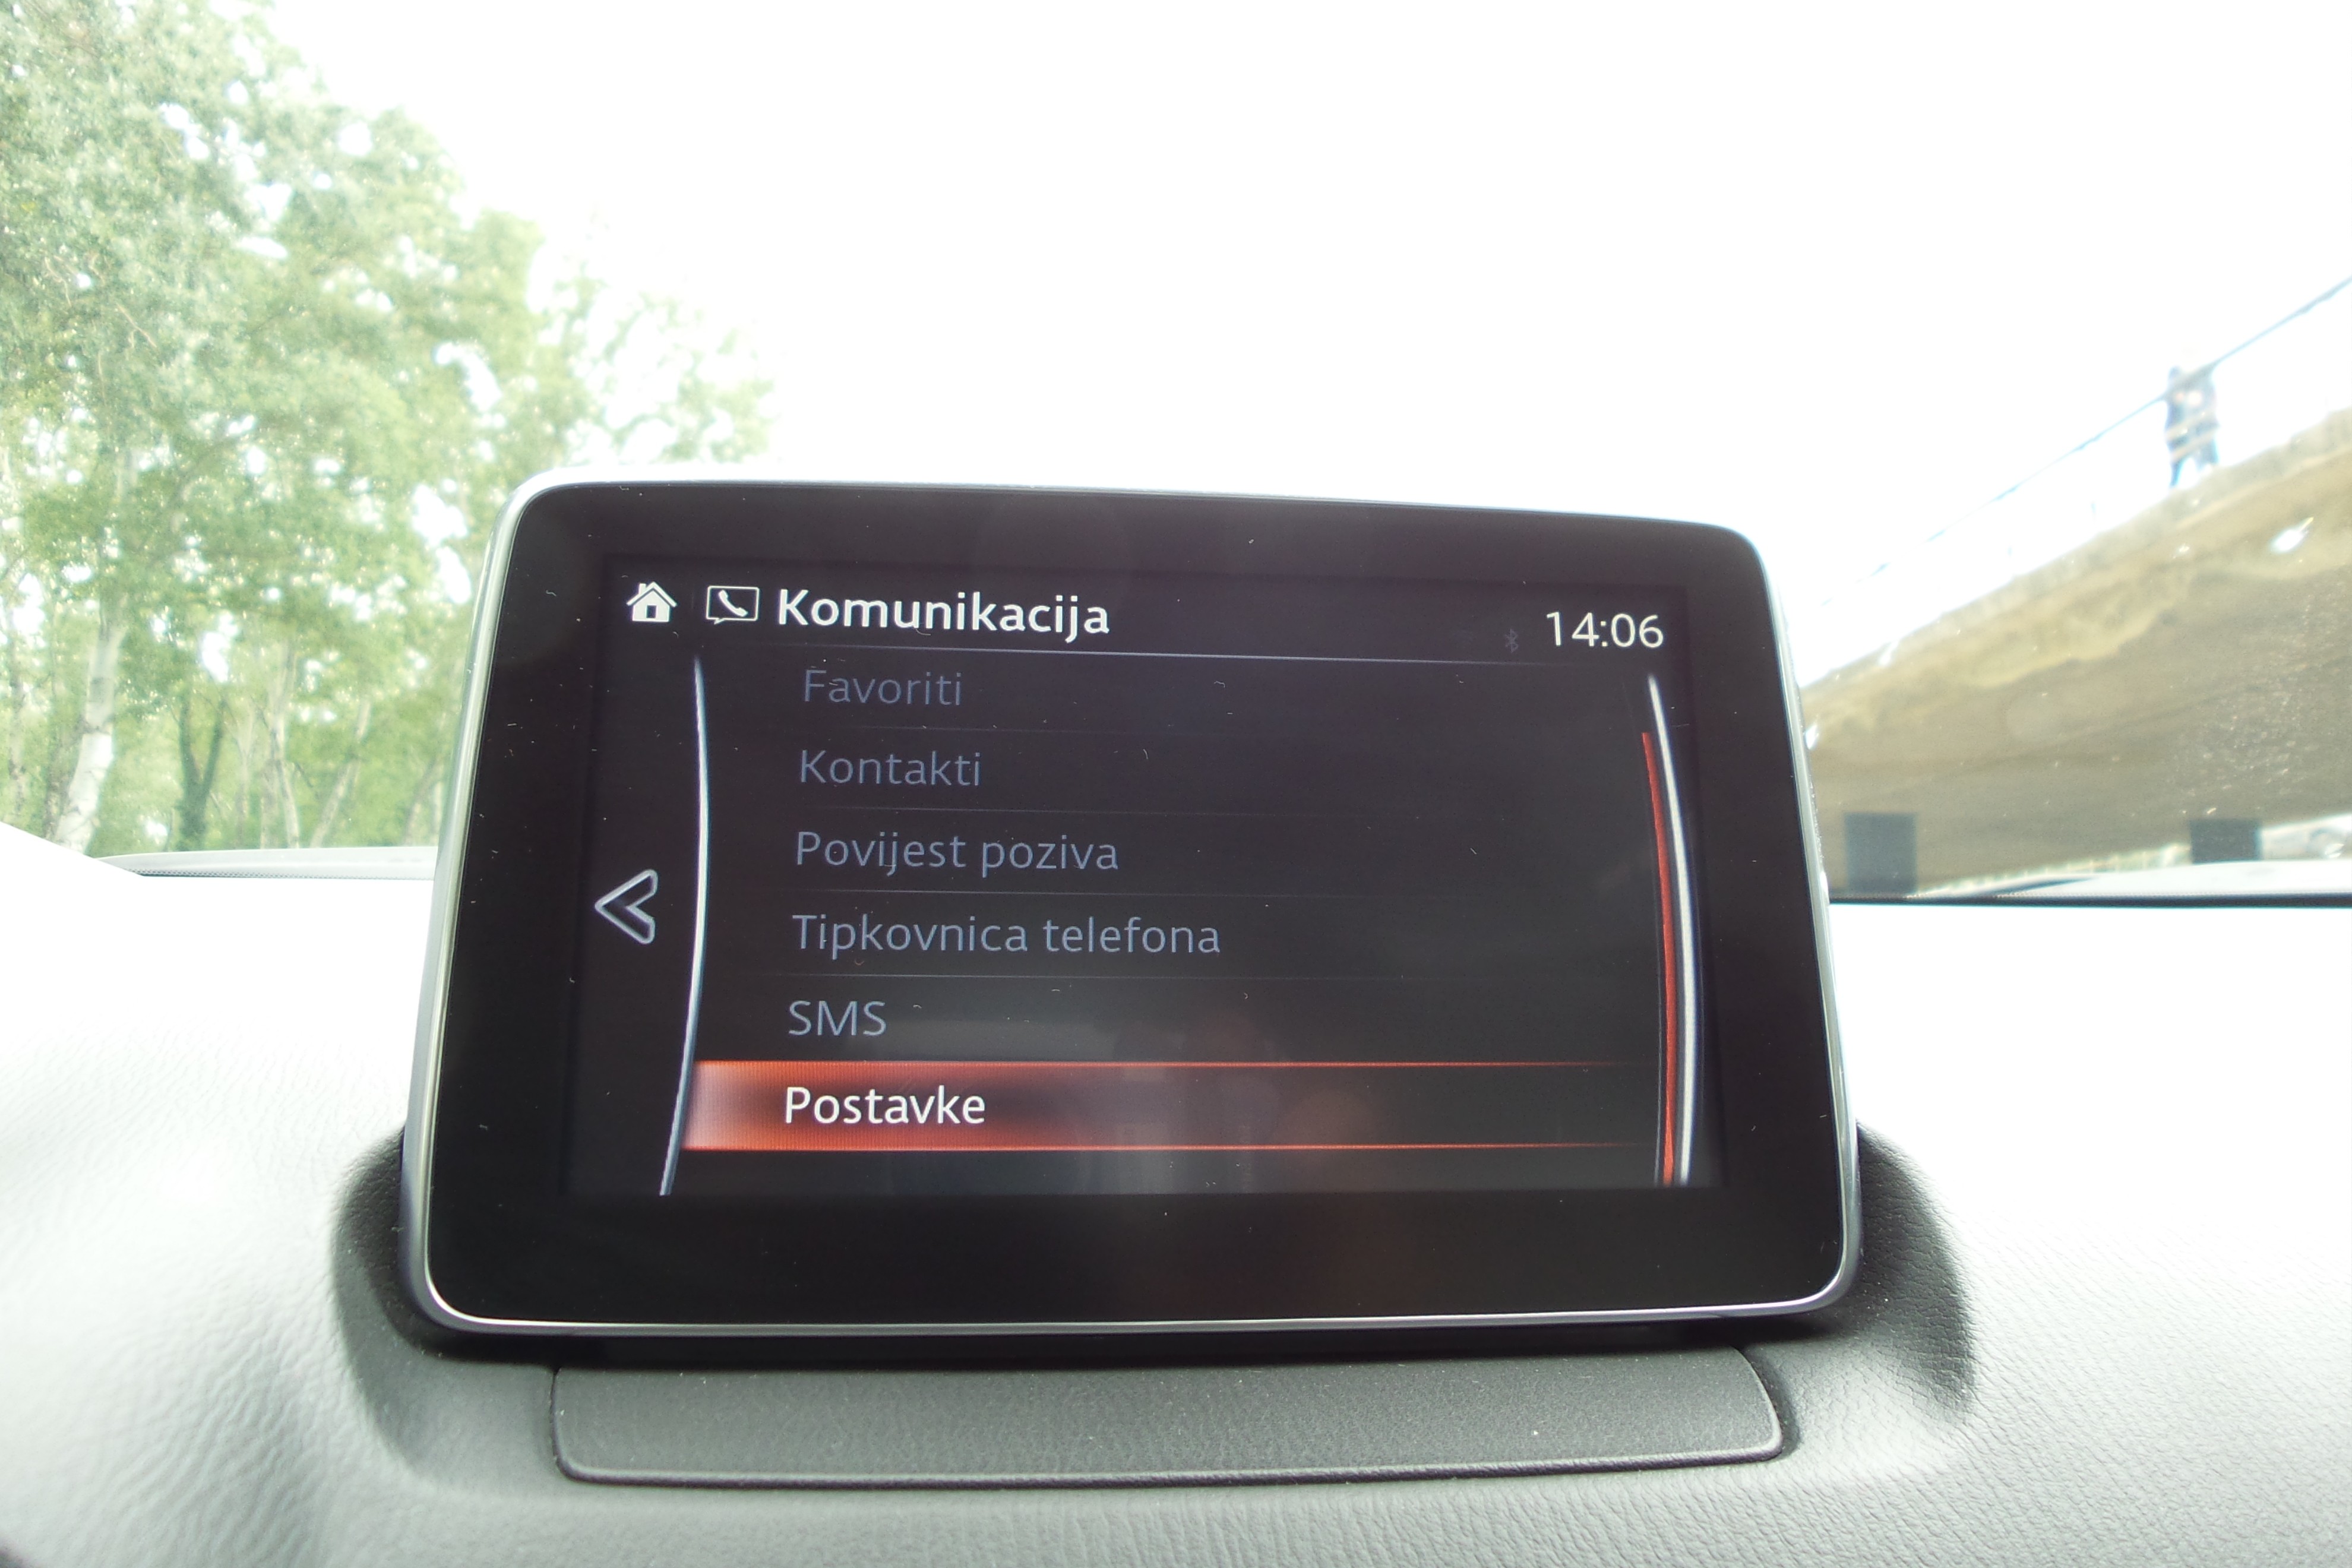 Komunikacija
14:06
Favoriti
Kontakti
Povijest poziva
Tipkovnica telefona
SMS
Postavke